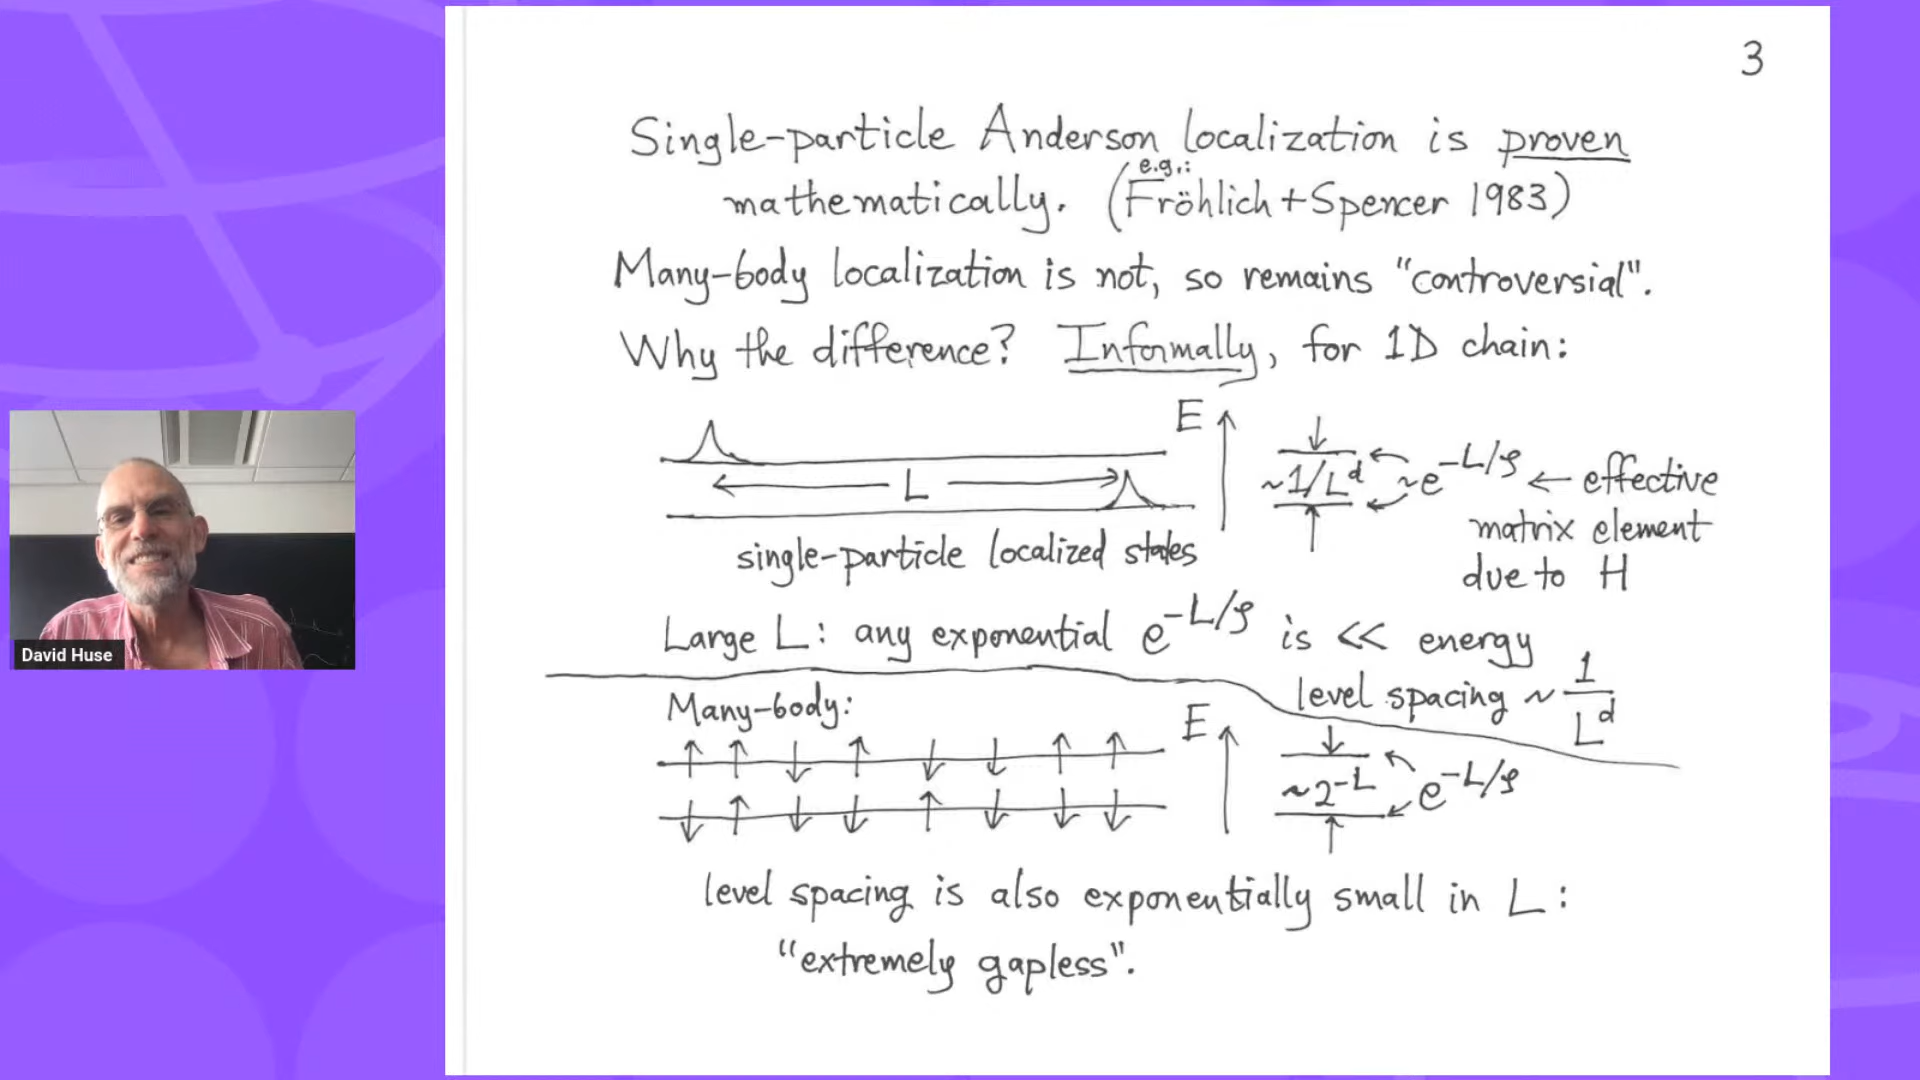 3
Single-particle Anderson localization is proven
mathematically. (e.g.: Fröhlich + Spencer 1983)
Many-body localization is not, so remains "controversial".
Why the difference? Informally, for 1D chain:
E
~1/L^d ~e^-L/ξ ← effective
L
matrix element
single-particle localized states
due to H
Large L: any exponential e^-L/ξ is << energy
level spacing ~ 1/L^d
Many-body:
E
~2^-L e^-L/ξ
level spacing is also exponentially small in L:
"extremely gapless".
David Huse